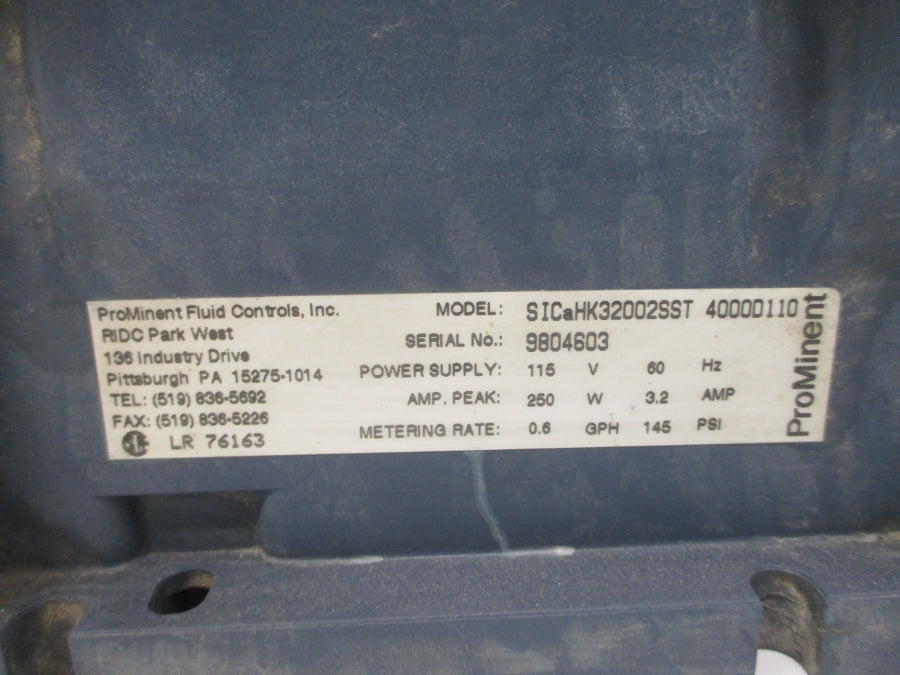 ProMinent Fluid Controls, Inc.
RIDC Park West
136 Industry Drive
Pittsburgh PA 15275-1014
TEL: (519) 836-5692
FAX: (519) 836-5226
LR 76163
MODEL: SICaHK32002SST 4000D110
SERIAL No.: 9804603
POWER SUPPLY: 115 V 60 Hz
AMP. PEAK: 250 W 3.2 AMP
METERING RATE: 0.6 GPH 145 PSI
ProMinent